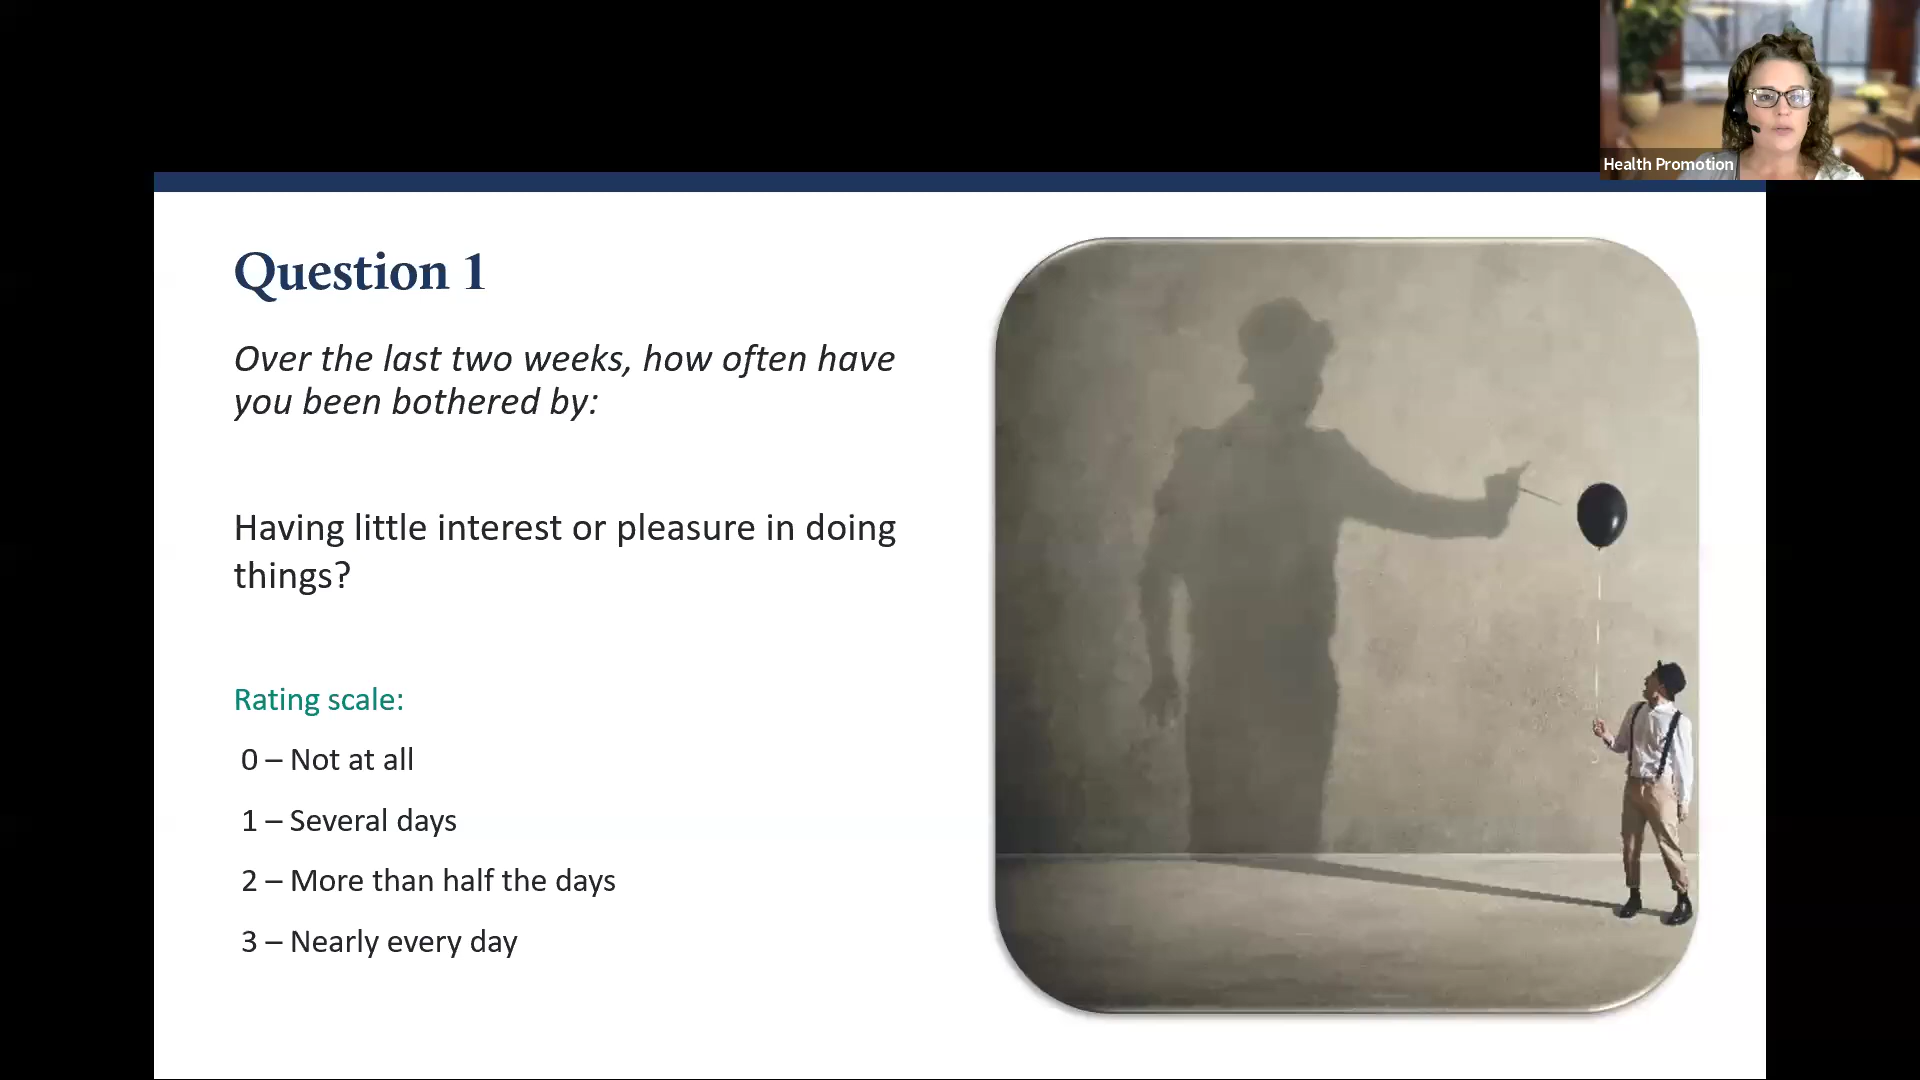 Health Promotion
Question 1
Over the last two weeks, how often have
you been bothered by:
Having little interest or pleasure in doing
things?
Rating scale:
0 – Not at all
1 – Several days
2 – More than half the days
3 – Nearly every day